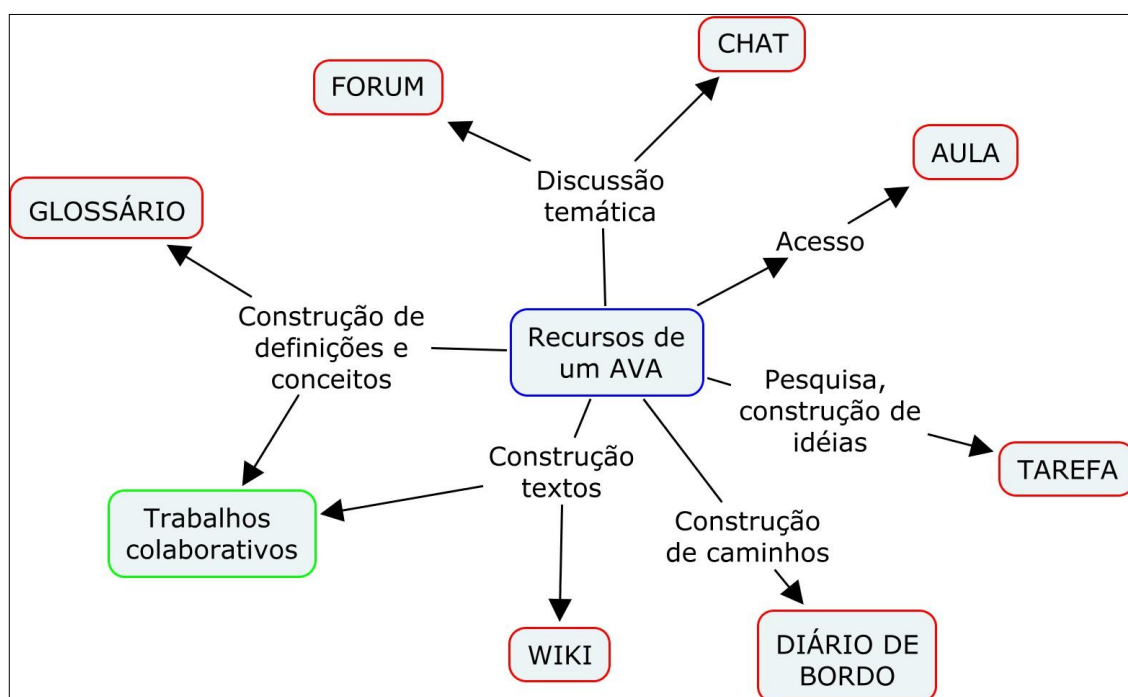 CHAT
FORUM
AULA
Discussão
temática
GLOSSÁRIO
Acesso
Construção de
definições e
conceitos
Recursos de
um AVA
Pesquisa,
construção de
idéias
TAREFA
Construção
textos
Trabalhos
colaborativos
Construção
de caminhos
WIKI
DIÁRIO DE
BORDO